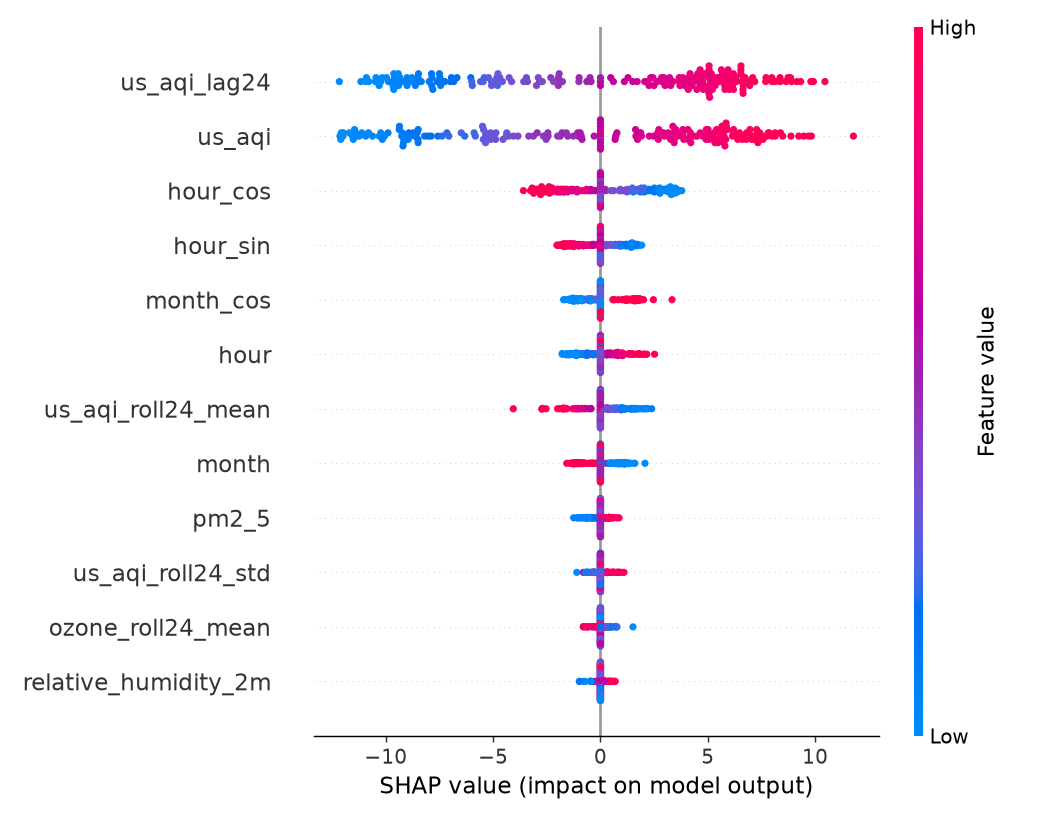 High
us_aqi_lag24
us_aqi
hour_cos
hour_sin
month_cos
hour
us_aqi_roll24_mean
month
pm2_5
us_aqi_roll24_std
ozone_roll24_mean
relative_humidity_2m
Feature value
Low
−10 −5 0 5 10
SHAP value (impact on model output)